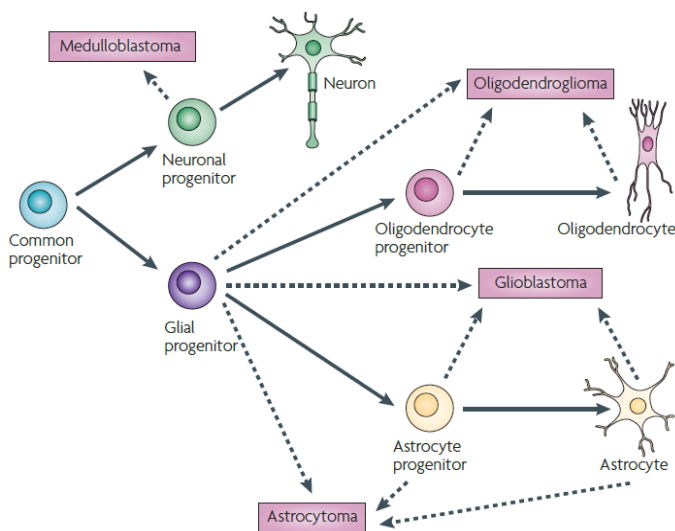 Medulloblastoma
Neuron
Oligodendroglioma
Neuronal
progenitor
Common
progenitor
Oligodendrocyte
progenitor
Oligodendrocyte
Glioblastoma
Glial
progenitor
Astrocyte
progenitor
Astrocyte
Astrocytoma